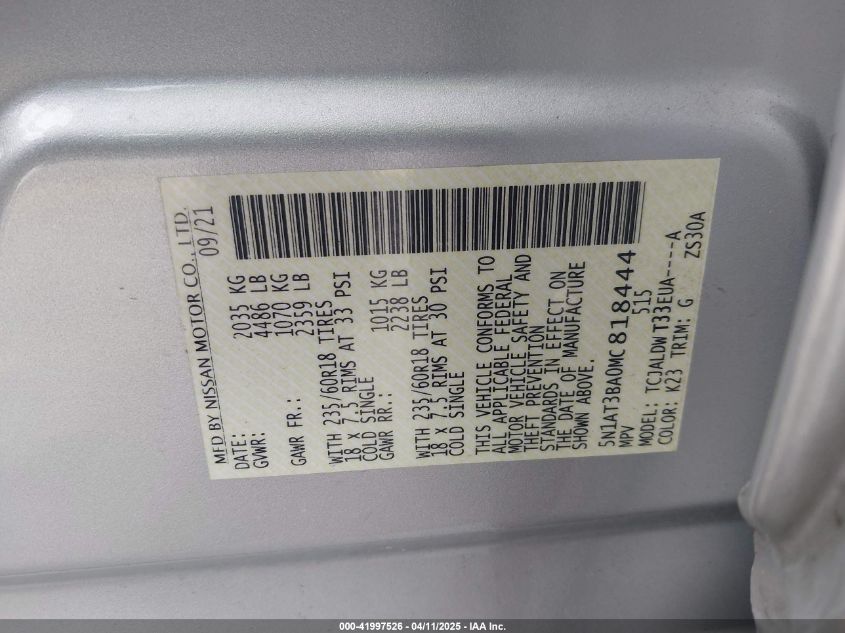 MFD BY NISSAN MOTOR CO., LTD.
DATE: 09/21
GVWR: 2035 KG
4486 LB
GAWR FR.: 1070 KG
2359 LB
WITH 235/60R18 TIRES
18 x 7.5 RIMS AT 33 PSI
COLD SINGLE
GAWR RR.: 1015 KG
2238 LB
WITH 235/60R18 TIRES
18 x 7.5 RIMS AT 30 PSI
COLD SINGLE
THIS VEHICLE CONFORMS TO
ALL APPLICABLE FEDERAL
MOTOR VEHICLE SAFETY AND
THEFT PREVENTION
STANDARDS IN EFFECT ON
THE DATE OF MANUFACTURE
SHOWN ABOVE.
5N1AT3BA0MC818444
MPV 515
MODEL: TCJALDW T33EUA----A
COLOR: K23 TRIM: G ZS30A
000-41997526 - 04/11/2025 - IAA Inc.